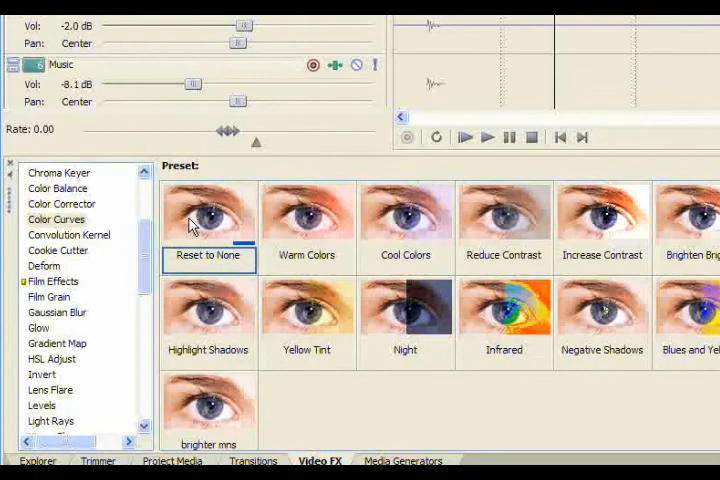 Vol: -2.0 dB
Pan: Center
6 Music
Vol: -8.1 dB
Pan: Center
Rate: 0.00
Preset:
Chroma Keyer
Color Balance
Color Corrector
Color Curves
Convolution Kernel
Cookie Cutter
Deform
Film Effects
Film Grain
Gaussian Blur
Glow
Gradient Map
HSL Adjust
Invert
Lens Flare
Levels
Light Rays
Reset to None Warm Colors Cool Colors Reduce Contrast Increase Contrast Brighten Brig
Highlight Shadows Yellow Tint Night Infrared Negative Shadows Blues and Yel
brighter mns
Explorer Trimmer Project Media Transitions Video FX Media Generators